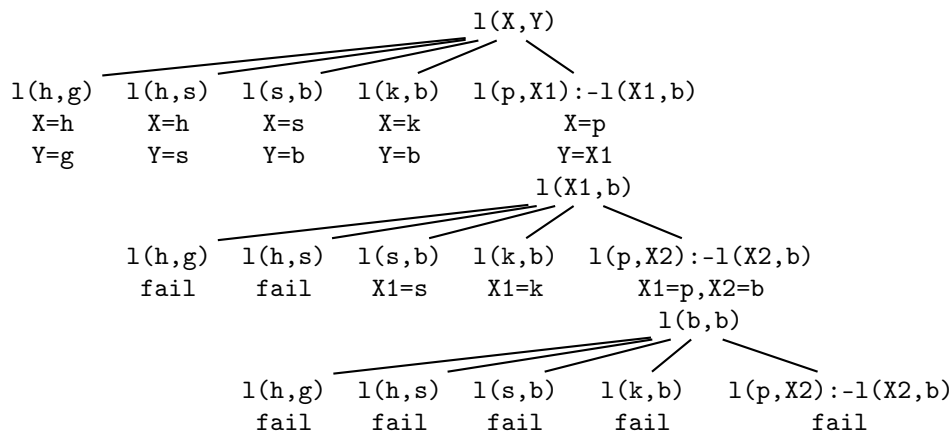 l(X,Y)
l(h,g) l(h,s) l(s,b) l(k,b) l(p,X1):-l(X1,b)
X=h X=h X=s X=k X=p
Y=g Y=s Y=b Y=b Y=X1
l(X1,b)
l(h,g) l(h,s) l(s,b) l(k,b) l(p,X2):-l(X2,b)
fail fail X1=s X1=k X1=p,X2=b
l(b,b)
l(h,g) l(h,s) l(s,b) l(k,b) l(p,X2):-l(X2,b)
fail fail fail fail fail